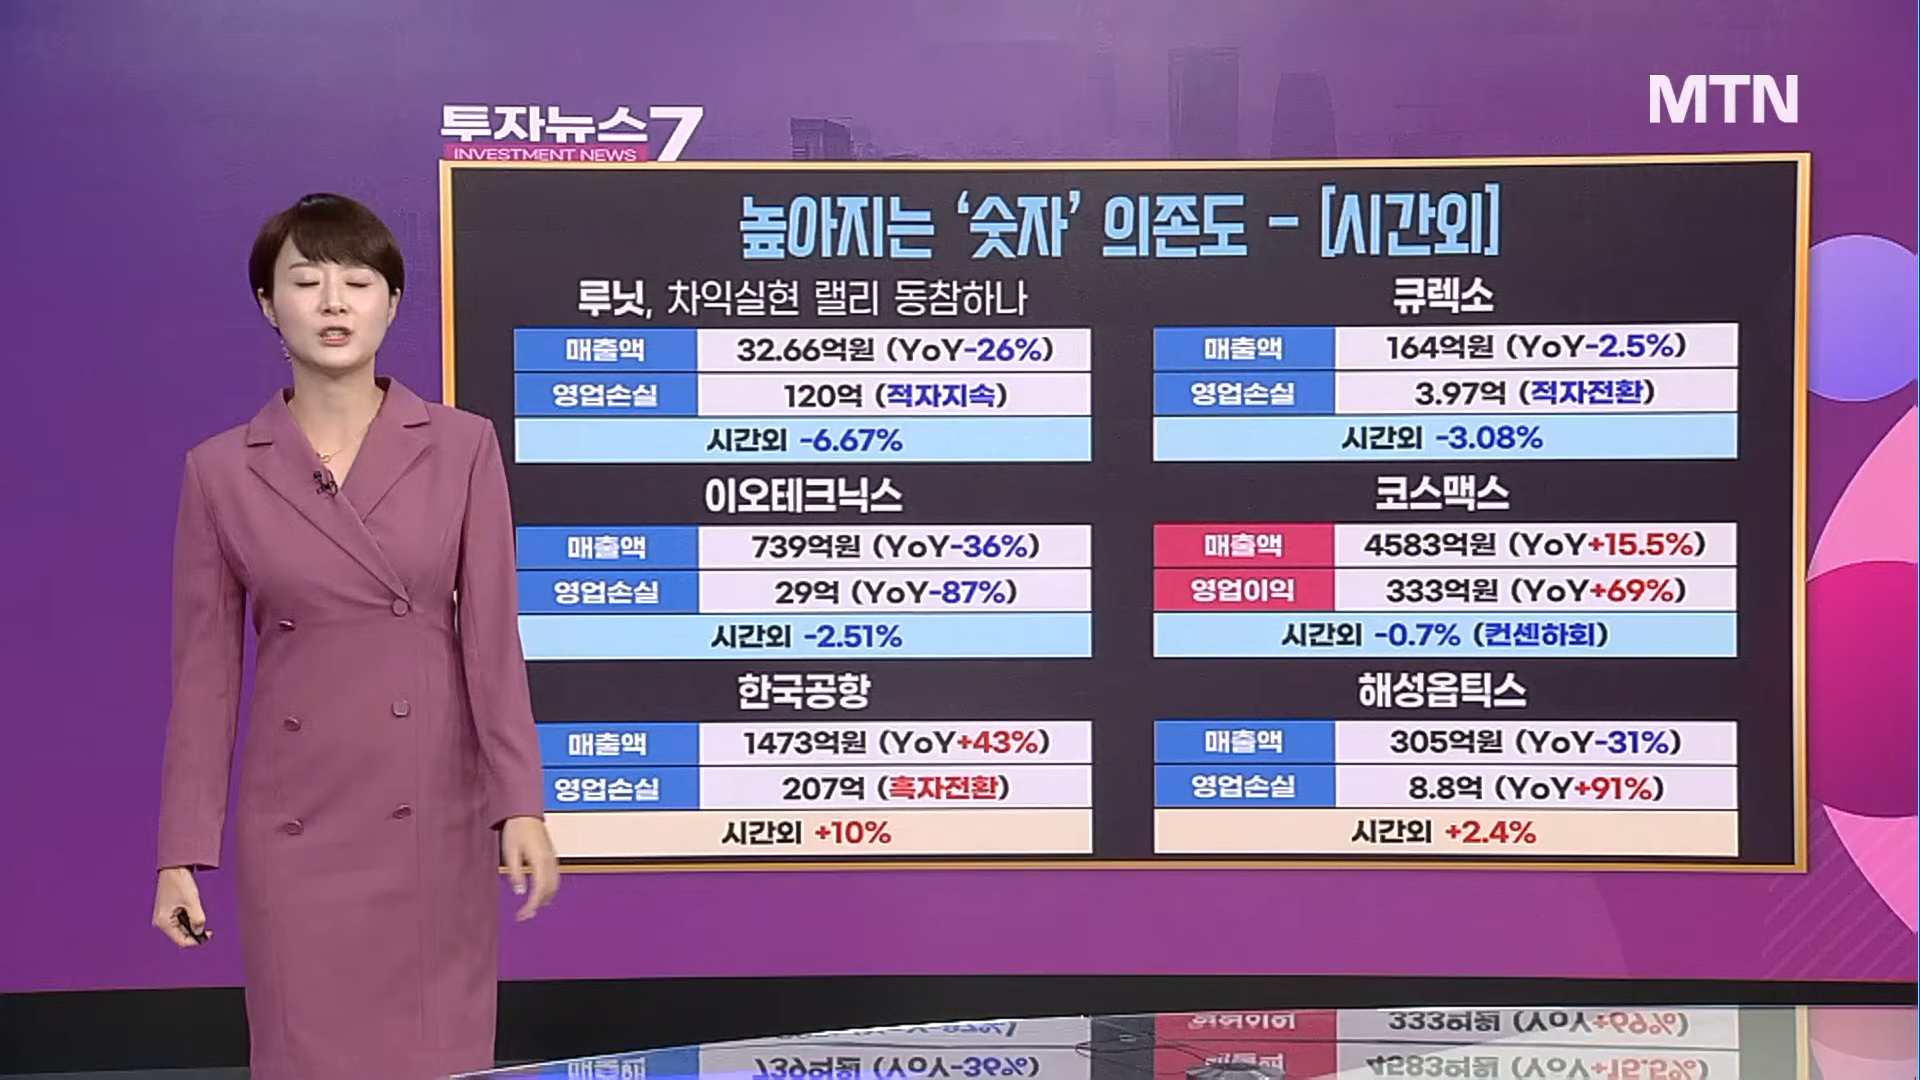 MTN
투자뉴스7
INVESTMENT NEWS
높아지는 ‘숫자’ 의존도 - [시간외]
루닛, 차익실현 랠리 동참하나
매출액 32.66억원 (YoY-26%)
영업손실 120억 (적자지속)
시간외 -6.67%
큐렉소
매출액 164억원 (YoY-2.5%)
영업손실 3.97억 (적자전환)
시간외 -3.08%
이오테크닉스
매출액 739억원 (YoY-36%)
영업손실 29억 (YoY-87%)
시간외 -2.51%
코스맥스
매출액 4583억원 (YoY+15.5%)
영업이익 333억원 (YoY+69%)
시간외 -0.7% (컨센하회)
한국공항
매출액 1473억원 (YoY+43%)
영업손실 207억 (흑자전환)
시간외 +10%
해성옵틱스
매출액 305억원 (YoY-31%)
영업손실 8.8억 (YoY+91%)
시간외 +2.4%